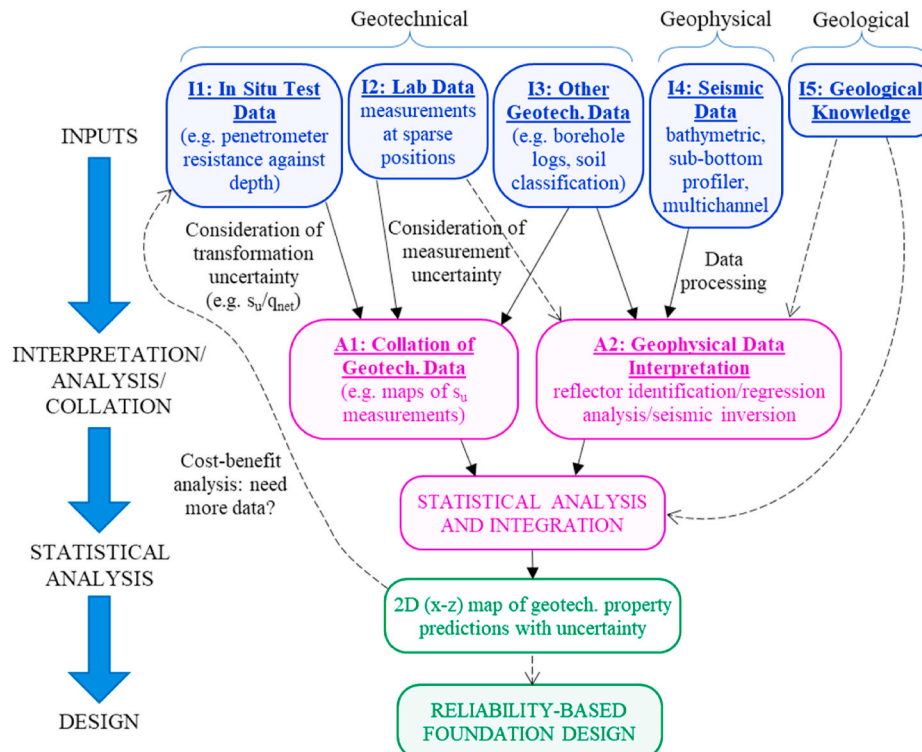 Geotechnical
Geophysical
Geological
INPUTS
I1: In Situ Test
Data
(e.g. penetrometer
resistance against
depth)
I2: Lab Data
measurements
at sparse
positions
I3: Other
Geotech. Data
(e.g. borehole
logs, soil
classification)
I4: Seismic
Data
bathymetric,
sub-bottom
profiler,
multichannel
I5: Geological
Knowledge
Consideration of
transformation
uncertainty
(e.g. su/qnet)
Consideration of
measurement
uncertainty
Data
processing
INTERPRETATION/
ANALYSIS/
COLLATION
A1: Collation of
Geotech. Data
(e.g. maps of su
measurements)
A2: Geophysical Data
Interpretation
reflector identification/regression
analysis/seismic inversion
Cost-benefit
analysis: need
more data?
STATISTICAL ANALYSIS
AND INTEGRATION
STATISTICAL
ANALYSIS
2D (x-z) map of geotech. property
predictions with uncertainty
DESIGN
RELIABILITY-BASED
FOUNDATION DESIGN